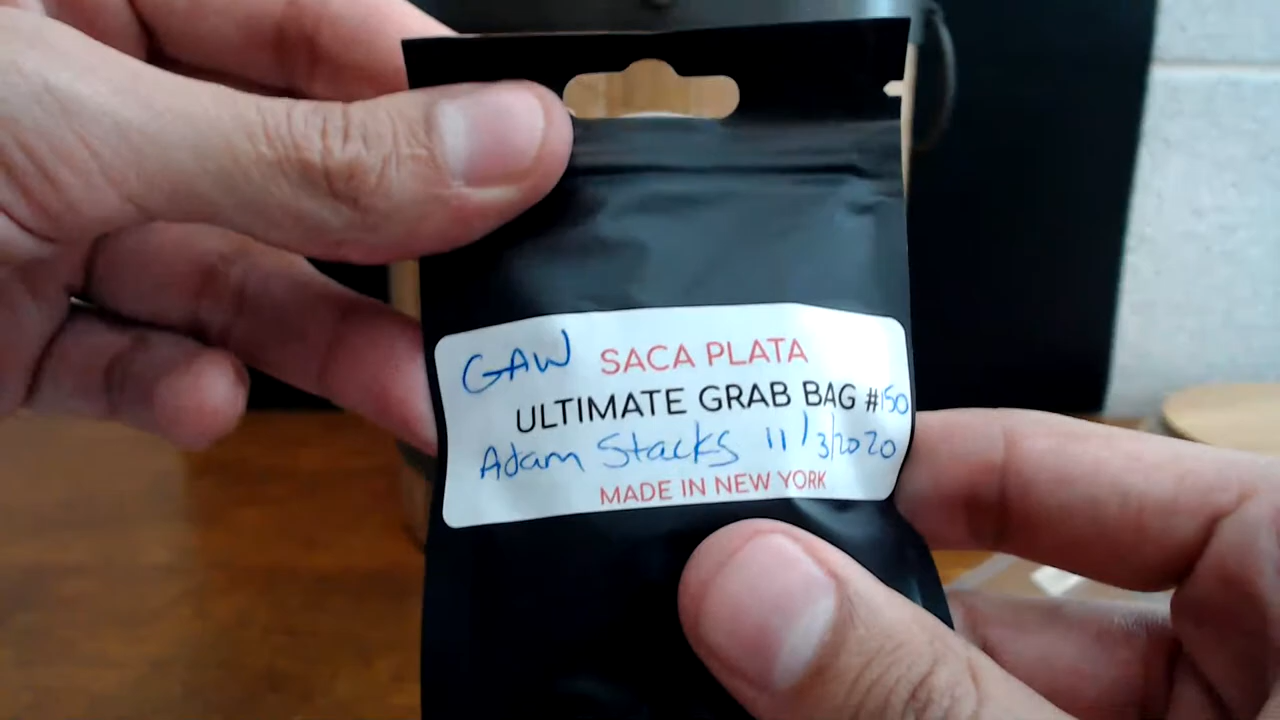 GAW SACA PLATA
ULTIMATE GRAB BAG #150
Adam Stacks 11/3/2020
MADE IN NEW YORK